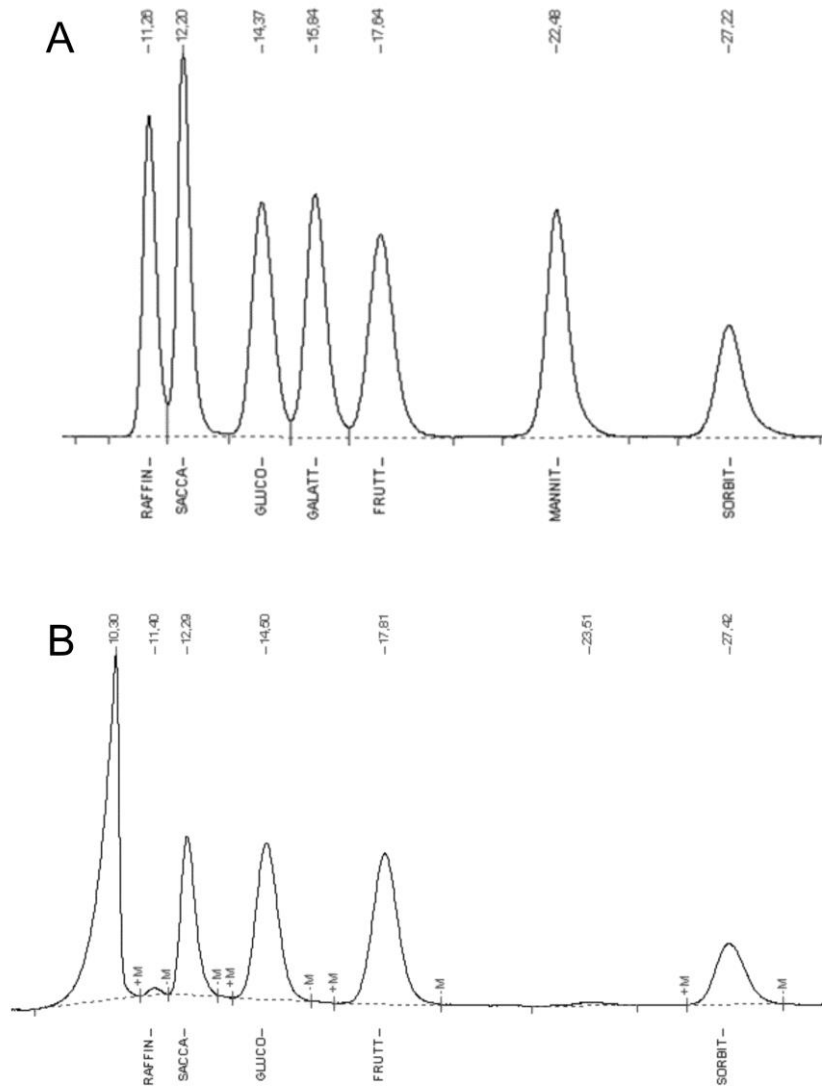 A
–11,26
–12,20
–14,37
–15,84
–17,64
–22,48
–27,22
RAFFIN–
SACCA–
GLUCO–
GALATT–
FRUTT–
MANNIT–
SORBIT–
B
10,30
–11,40
–12,29
–14,50
–17,81
–23,51
–27,42
+M
-M
-M
+M
-M
+M
-M
+M
-M
RAFFIN–
SACCA–
GLUCO–
FRUTT–
SORBIT–